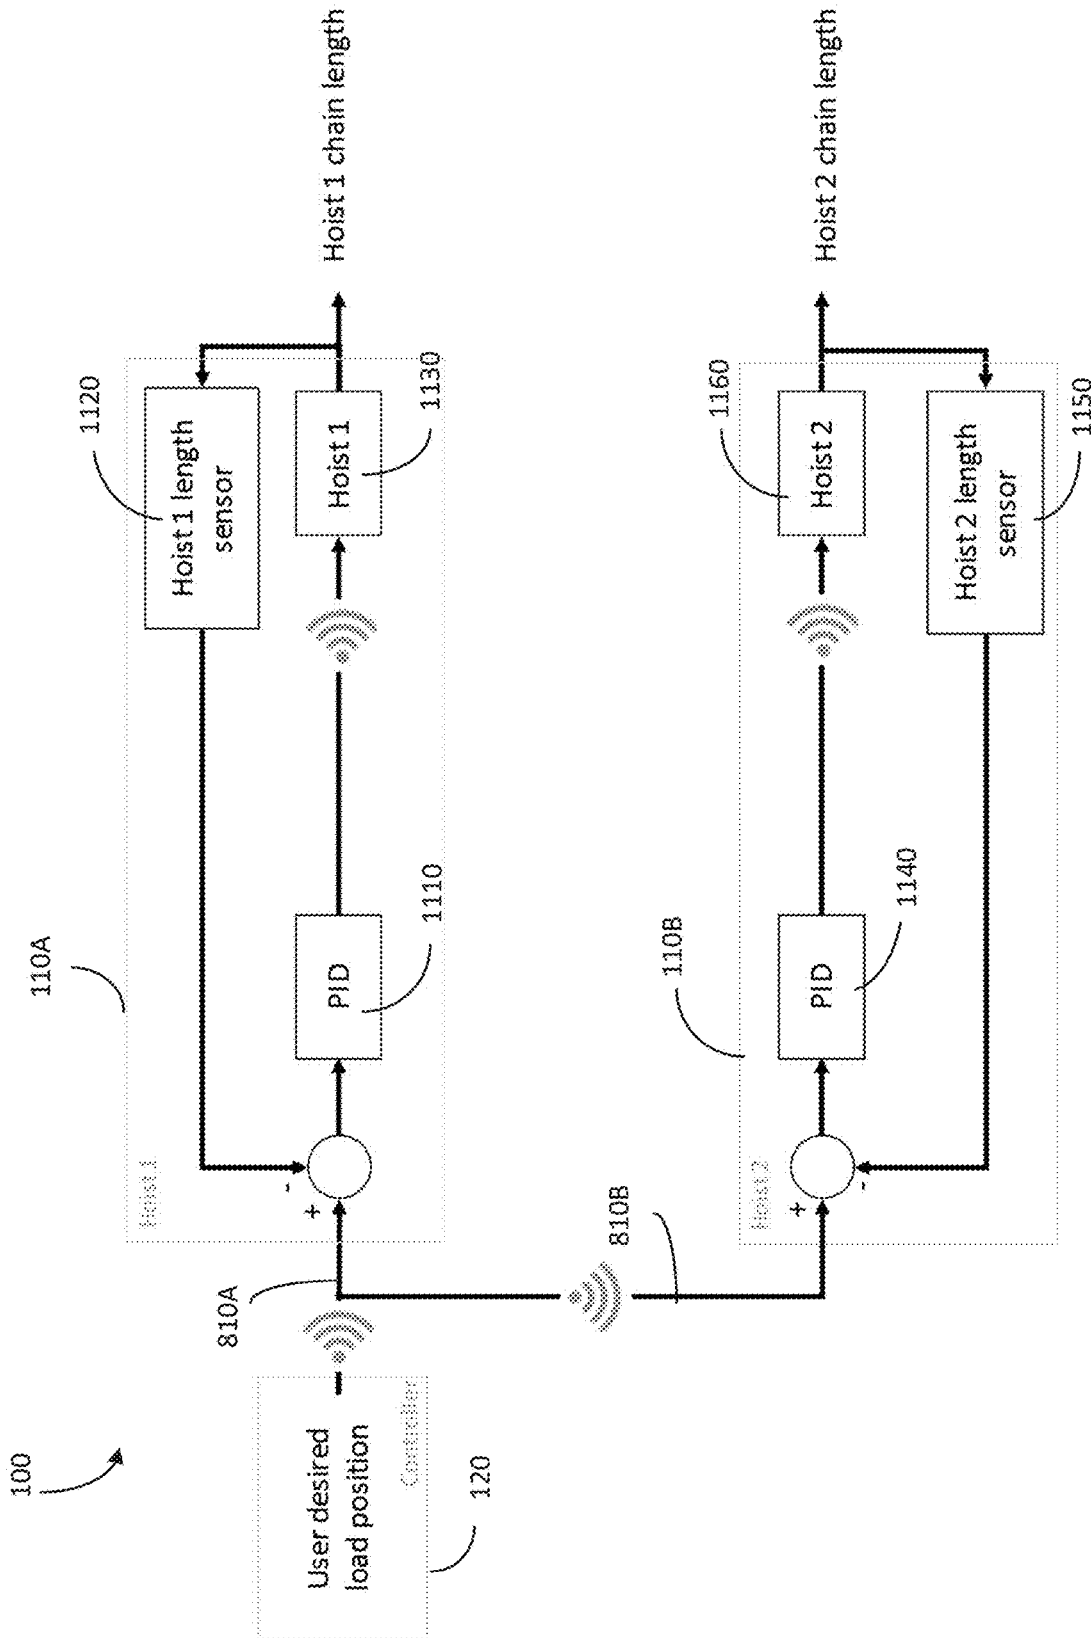 100
User desired
load position
Controller
120
810A
810B
110A
Hoist 1
+
-
PID
1110
Hoist 1 length
sensor
1120
Hoist 1
1130
Hoist 1 chain length
110B
Hoist 2
+
-
PID
1140
Hoist 2
1160
Hoist 2 length
sensor
1150
Hoist 2 chain length